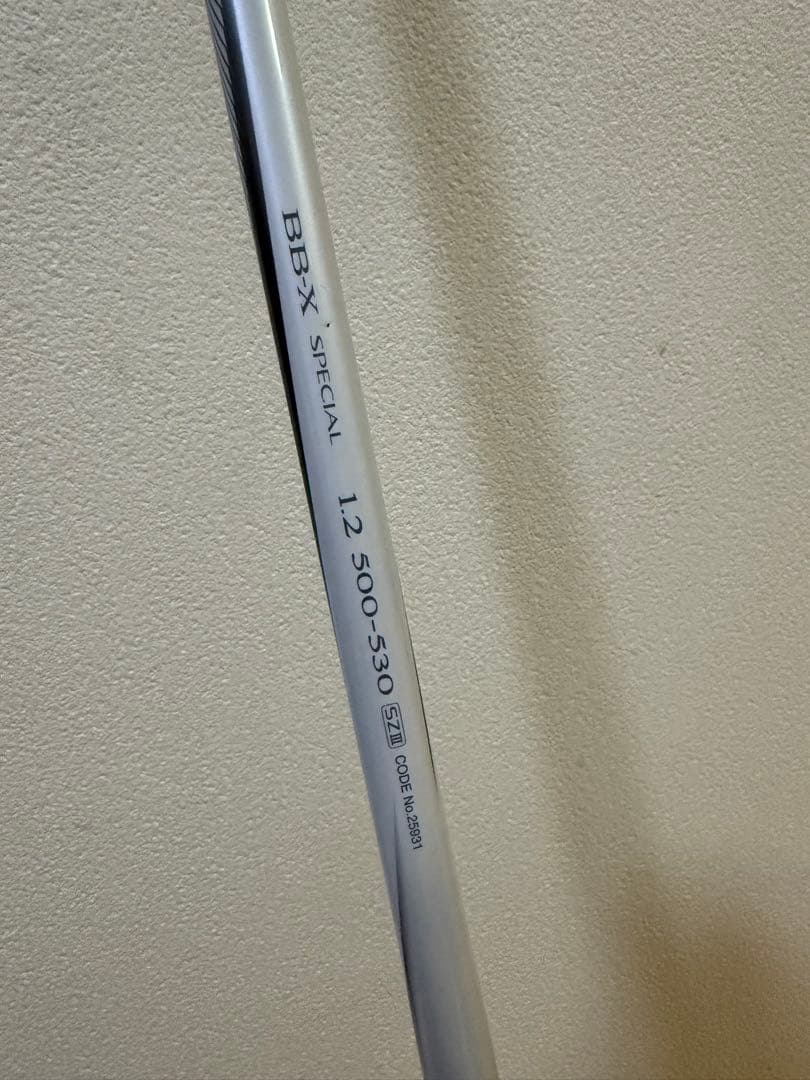 BB-X SPECIAL 1.2 500-530 SZⅢ CODE No.25931